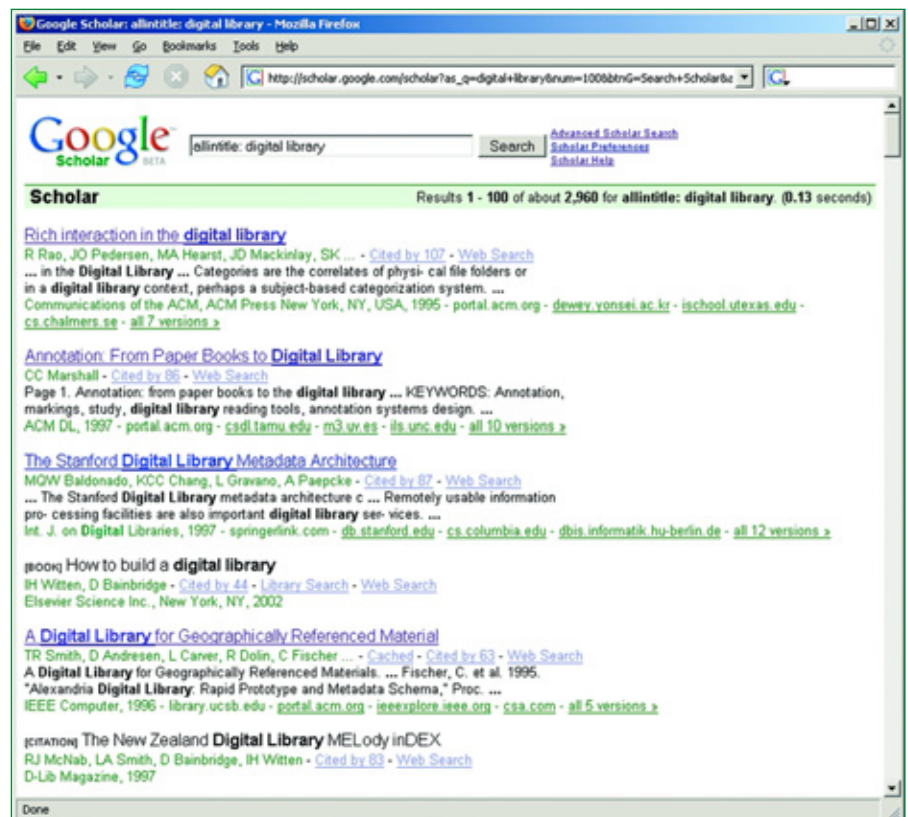 Google Scholar: allintitle: digital library - Mozilla Firefox
File Edit View Go Bookmarks Tools Help
http://scholar.google.com/scholar?as_q=digital+library&num=100&btnG=Search+Scholar&
Google Scholar BETA
allintitle: digital library
Search
Advanced Scholar Search
Scholar Preferences
Scholar Help
Scholar Results 1 - 100 of about 2,960 for allintitle: digital library. (0.13 seconds)
Rich interaction in the digital library
R Rao, JO Pedersen, MA Hearst, JD Mackinlay, SK ... - Cited by 107 - Web Search
... in the Digital Library ... Categories are the correlates of physi- cal file folders or
in a digital library context, perhaps a subject-based categorization system. ...
Communications of the ACM, ACM Press New York, NY, USA, 1995 - portal.acm.org - dewey.yonsei.ac.kr - ischool.utexas.edu -
cs.chalmers.se - all 7 versions »
Annotation: From Paper Books to Digital Library
CC Marshall - Cited by 86 - Web Search
Page 1. Annotation: from paper books to the digital library ... KEYWORDS: Annotation,
markings, study, digital library reading tools, annotation systems design. ...
ACM DL, 1997 - portal.acm.org - csdl.tamu.edu - m3.uv.es - ils.unc.edu - all 10 versions »
The Stanford Digital Library Metadata Architecture
MQW Baldonado, KCC Chang, L Gravano, A Paepcke - Cited by 87 - Web Search
... The Stanford Digital Library metadata architecture c ... Remotely usable information
pro- cessing facilities are also important digital library ser- vices. ...
Int. J. on Digital Libraries, 1997 - springerlink.com - db.stanford.edu - cs.columbia.edu - dbis.informatik.hu-berlin.de - all 12 versions »
[BOOK] How to build a digital library
IH Witten, D Bainbridge - Cited by 44 - Library Search - Web Search
Elsevier Science Inc., New York, NY, 2002
A Digital Library for Geographically Referenced Material
TR Smith, D Andresen, L Carver, R Dolin, C Fischer ... - Cached - Cited by 63 - Web Search
A Digital Library for Geographically Referenced Materials. ... Fischer, C. et al. 1995.
"Alexandria Digital Library: Rapid Prototype and Metadata Schema," Proc. ...
IEEE Computer, 1996 - library.ucsb.edu - portal.acm.org - ieeexplore.ieee.org - csa.com - all 5 versions »
[CITATION] The New Zealand Digital Library MELody inDEX
RJ McNab, LA Smith, D Bainbridge, IH Witten - Cited by 83 - Web Search
D-Lib Magazine, 1997
Done